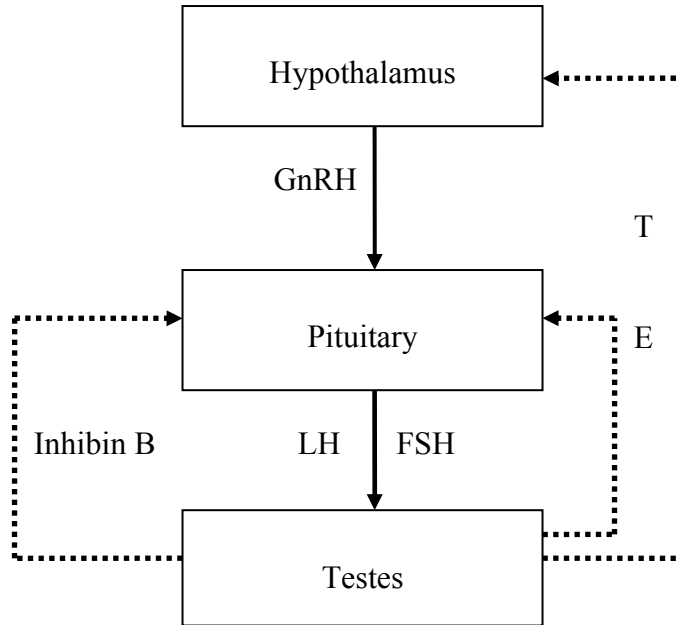 Hypothalamus
GnRH
T
Pituitary
E
Inhibin B
LH
FSH
Testes